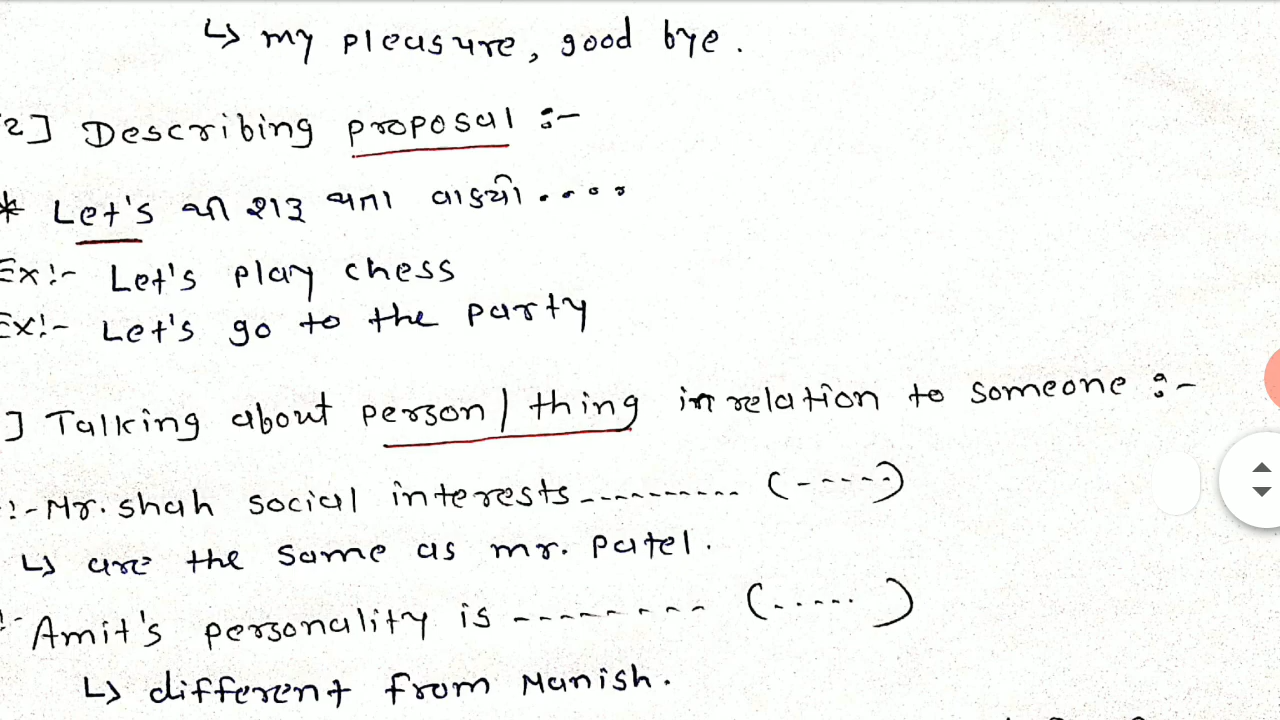 ↳ my pleasure, good bye.
2] Describing proposal :-
* Let's થી શરૂ થતા વાક્યો....
Ex:- Let's play chess
Ex:- Let's go to the party
] Talking about person / thing in relation to someone :-
:- Mr. shah social interests---------- (-----)
↳ are the same as mr. patel.
:- Amit's personality is -------- (.....)
↳ different from Manish.